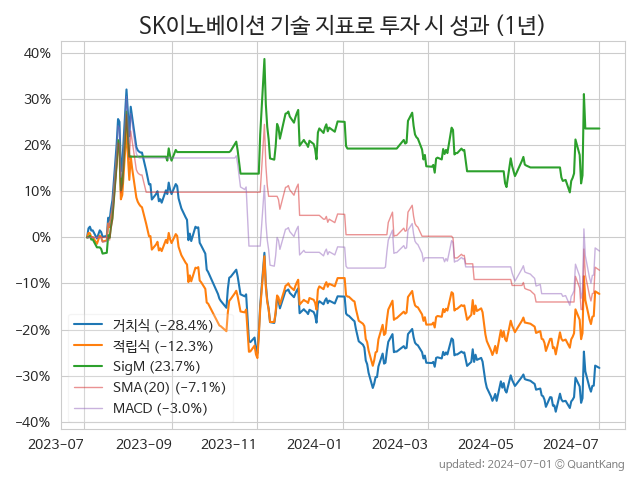 SK이노베이션 기술 지표로 투자 시 성과 (1년)
40%
30%
20%
10%
0%
−10%
−20%
−30%
−40%
거치식 (−28.4%)
적립식 (−12.3%)
SigM (23.7%)
SMA(20) (−7.1%)
MACD (−3.0%)
2023-07 2023-09 2023-11 2024-01 2024-03 2024-05 2024-07
updated: 2024-07-01 © QuantKang